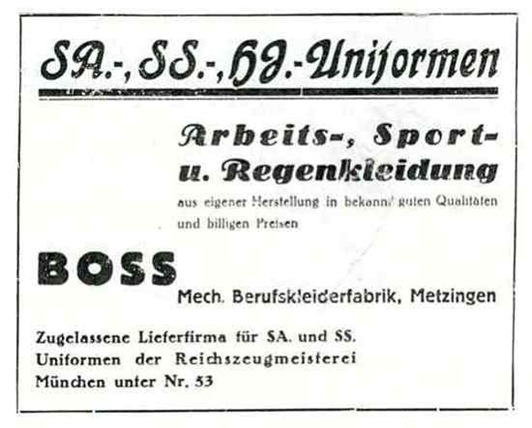 SA.-, SS.-, HJ.-Uniformen
Arbeits-, Sport-
u. Regenkleidung
aus eigener Herstellung in bekannt guten Qualitäten
und billigen Preisen
BOSS
Mech. Berufskleiderfabrik, Metzingen
Zugelassene Lieferfirma für SA. und SS.
Uniformen der Reichszeugmeisterei
München unter Nr. 53